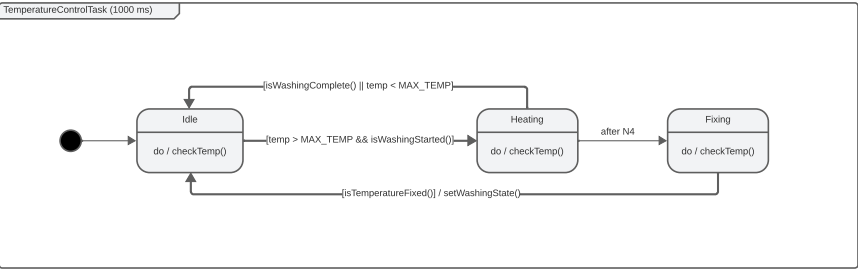 TemperatureControlTask (1000 ms)
[isWashingComplete() || temp < MAX_TEMP]
Idle
do / checkTemp()
[temp > MAX_TEMP && isWashingStarted()]
Heating
do / checkTemp()
after N4
Fixing
do / checkTemp()
[isTemperatureFixed()] / setWashingState()